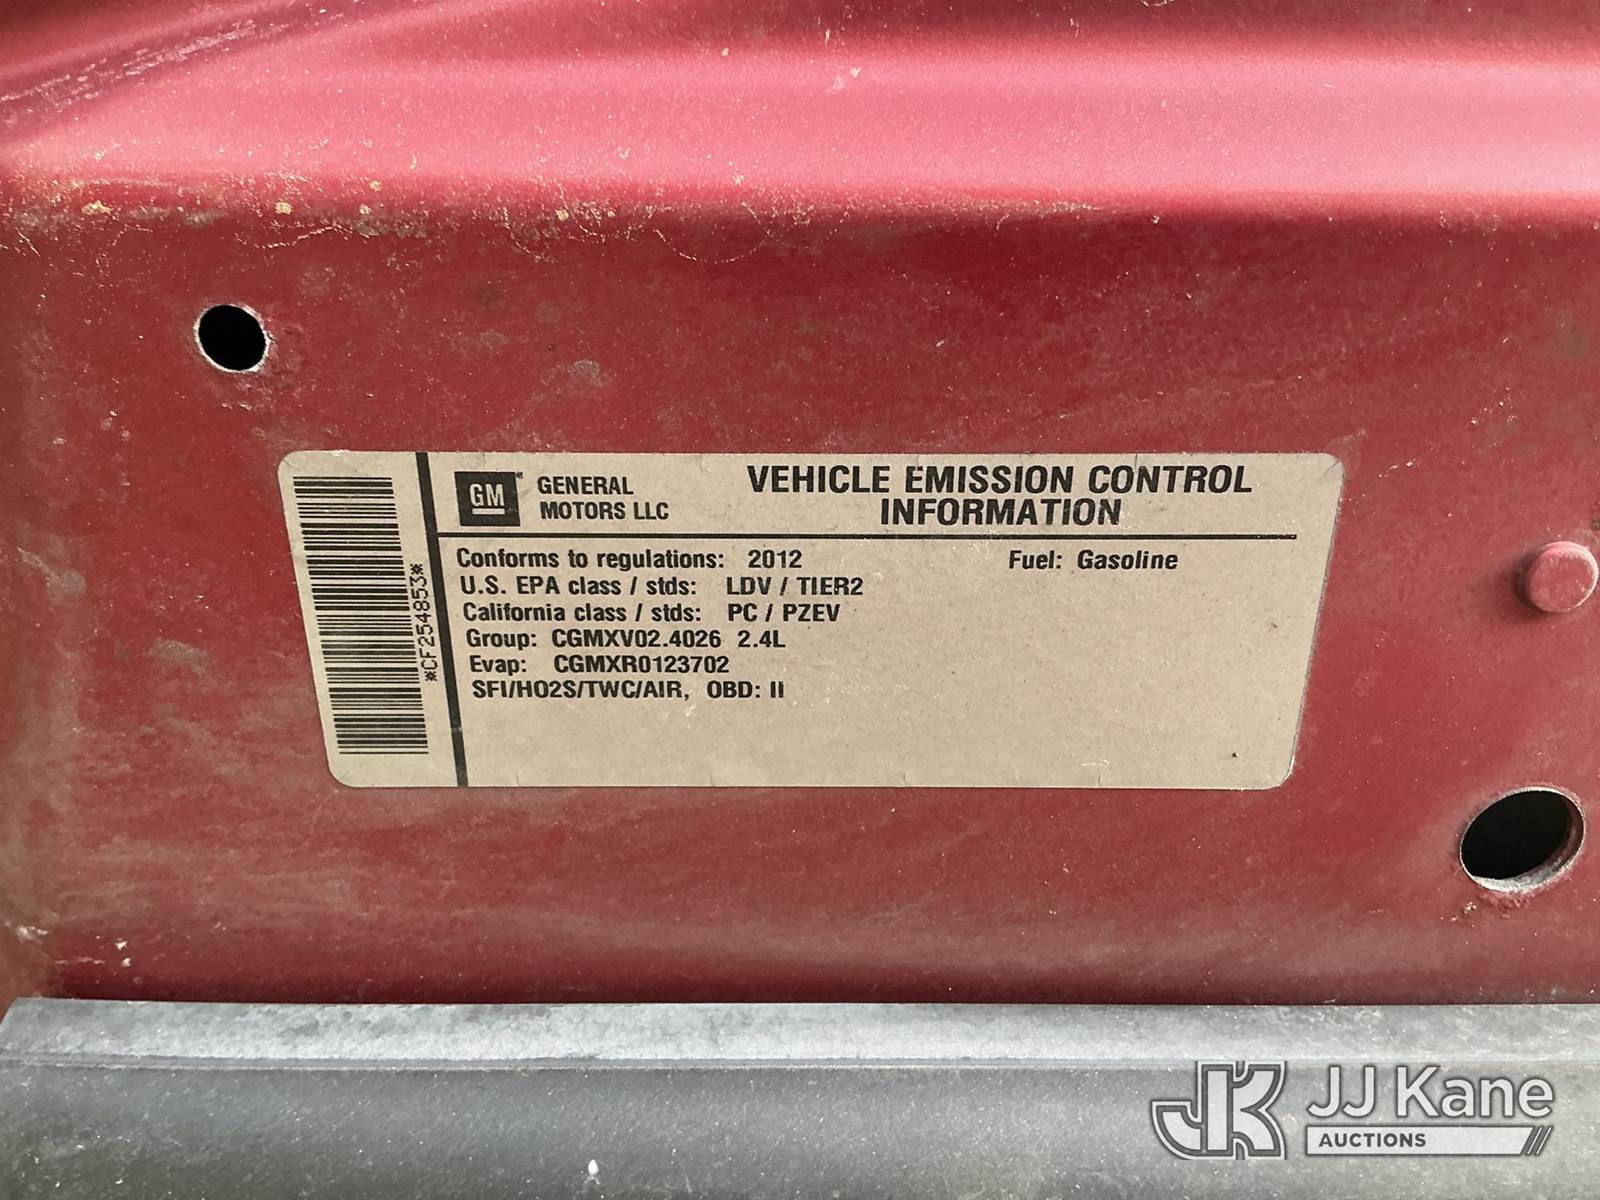 GM
GENERAL
MOTORS LLC
VEHICLE EMISSION CONTROL
INFORMATION
Conforms to regulations: 2012 Fuel: Gasoline
U.S. EPA class / stds: LDV / TIER2
California class / stds: PC / PZEV
Group: CGMXV02.4026 2.4L
Evap: CGMXR0123702
SFI/HO2S/TWC/AIR, OBD: II
*CF254853*
JK JJ Kane
AUCTIONS